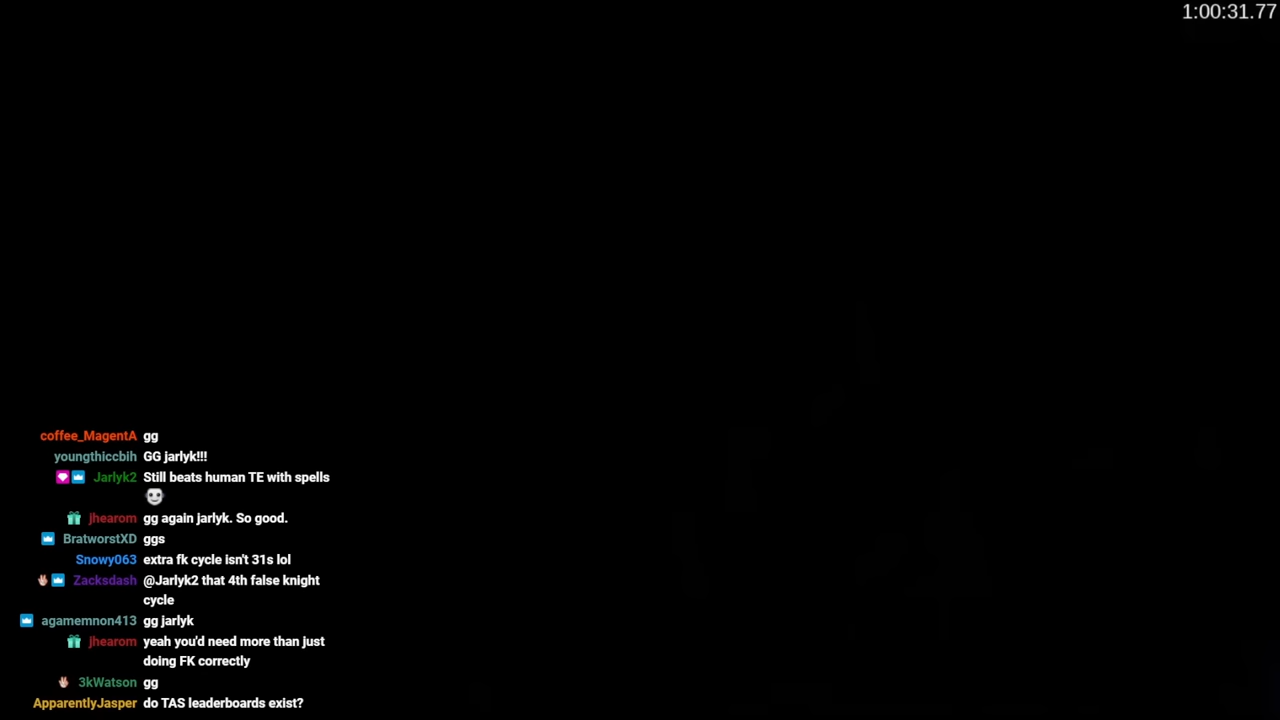 1:00:31.77
coffee_MagentA gg
youngthiccbih GG jarlyk!!!
Jarlyk2 Still beats human TE with spells
jhearom gg again jarlyk. So good.
BratworstXD ggs
Snowy063 extra fk cycle isn't 31s lol
Zacksdash @Jarlyk2 that 4th false knight
cycle
agamemnon413 gg jarlyk
jhearom yeah you'd need more than just
doing FK correctly
3kWatson gg
ApparentlyJasper do TAS leaderboards exist?